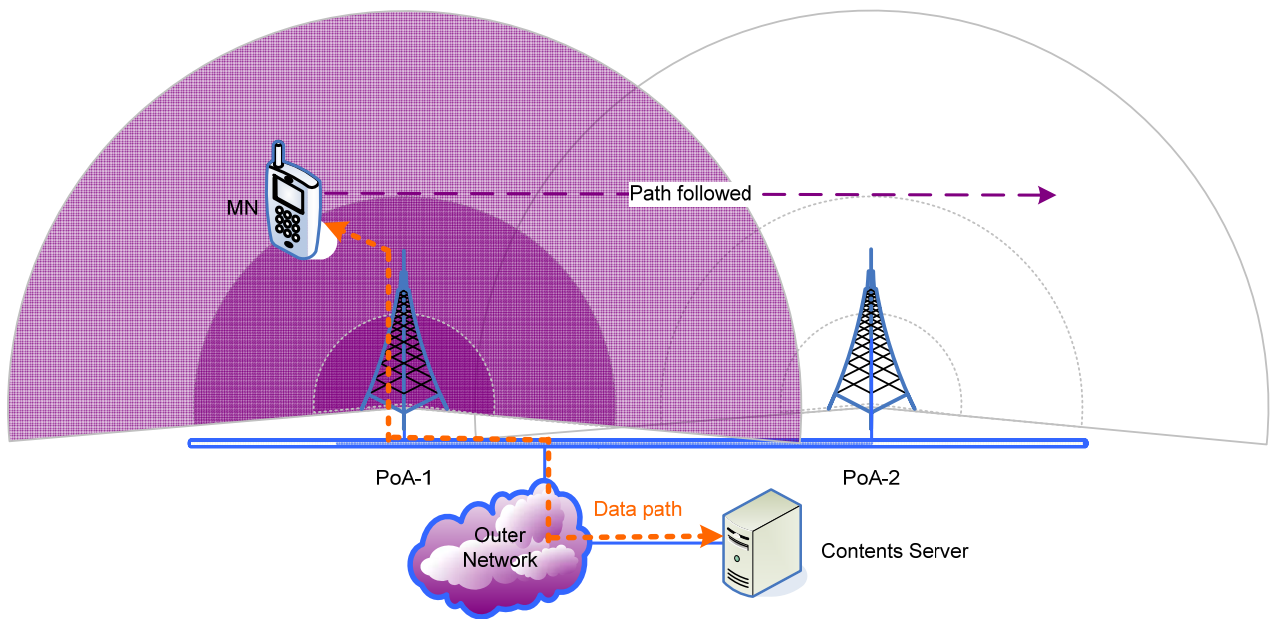 MN
Path followed
PoA-1
PoA-2
Data path
Outer
Network
Contents Server